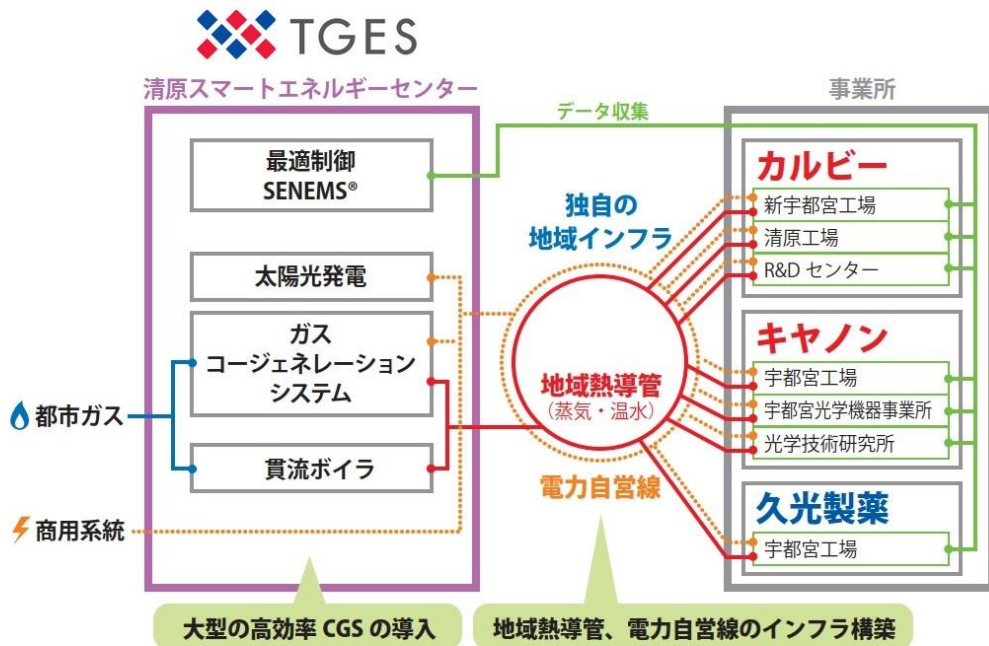 TGES
清原スマートエネルギーセンター
事業所
データ収集
最適制御
SENEMS®
独自の
地域インフラ
太陽光発電
ガス
コージェネレーション
システム
都市ガス
貫流ボイラ
商用系統
地域熱導管
(蒸気・温水)
電力自営線
カルビー
新宇都宮工場
清原工場
R&D センター
キヤノン
宇都宮工場
宇都宮光学機器事業所
光学技術研究所
久光製薬
宇都宮工場
大型の高効率 CGS の導入
地域熱導管、電力自営線のインフラ構築